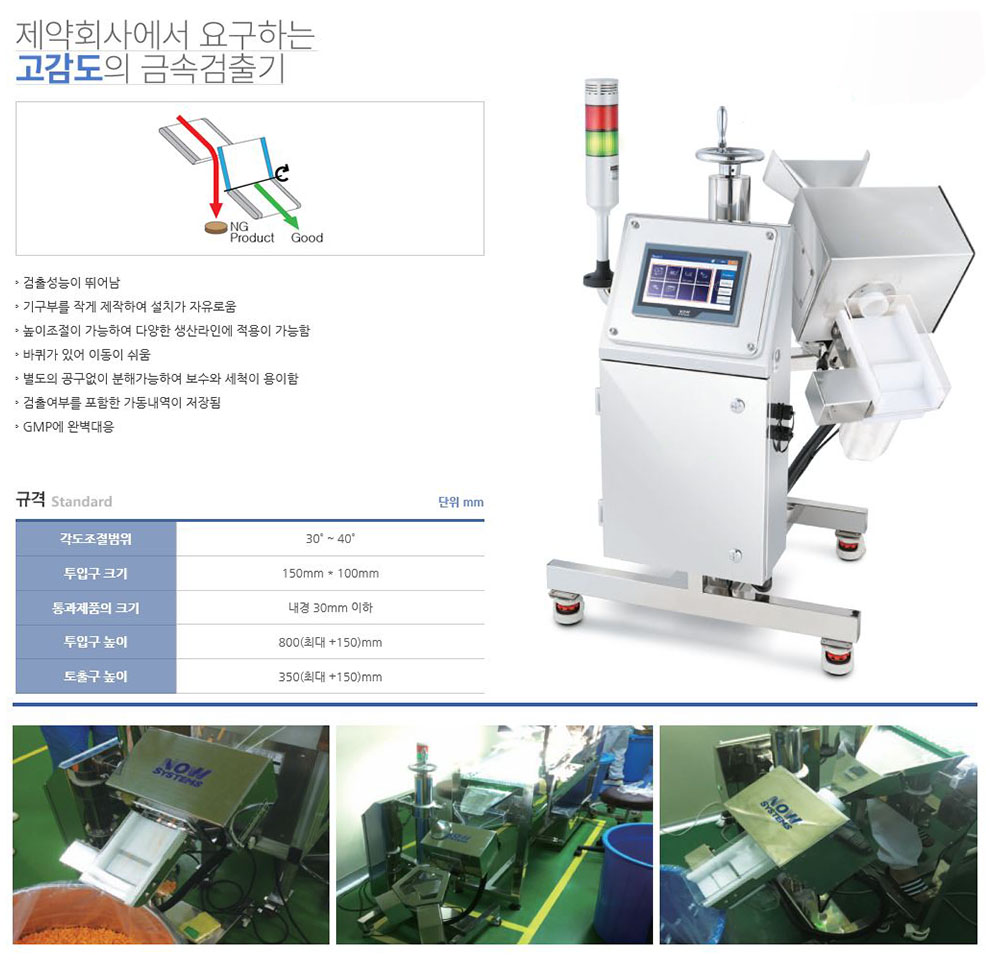 제약회사에서 요구하는
고감도의 금속검출기
NG
Product
Good
◦ 검출성능이 뛰어남
◦ 기구부를 작게 제작하여 설치가 자유로움
◦ 높이조절이 가능하여 다양한 생산라인에 적용이 가능함
◦ 바퀴가 있어 이동이 쉬움
◦ 별도의 공구없이 분해가능하여 보수와 세척이 용이함
◦ 검출여부를 포함한 가동내역이 저장됨
◦ GMP에 완벽대응
규격 Standard 단위 mm
각도조절범위 30° ~ 40°
투입구 크기 150mm * 100mm
통과제품의 크기 내경 30mm 이하
투입구 높이 800(최대 +150)mm
토출구 높이 350(최대 +150)mm
NOW
SYSTEMS
NOW
SYSTEMS
NOW
SYSTEMS